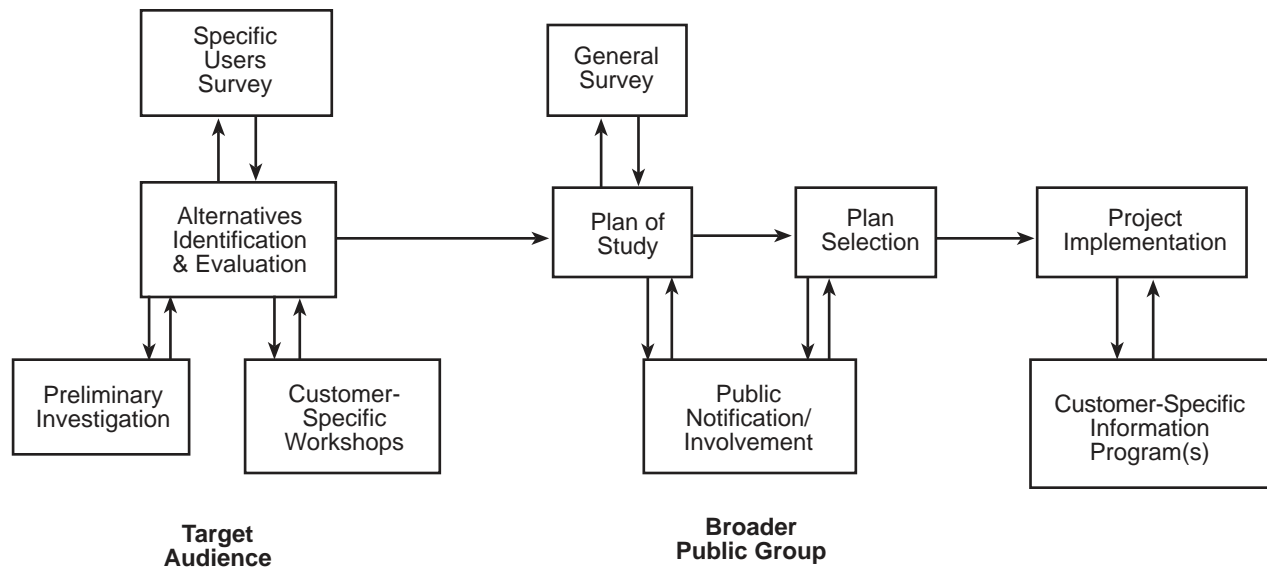 Specific
Users
Survey
General
Survey
Alternatives
Identification
& Evaluation
Plan of
Study
Plan
Selection
Project
Implementation
Preliminary
Investigation
Customer-
Specific
Workshops
Public
Notification/
Involvement
Customer-Specific
Information
Program(s)
Target
Audience
Broader
Public Group